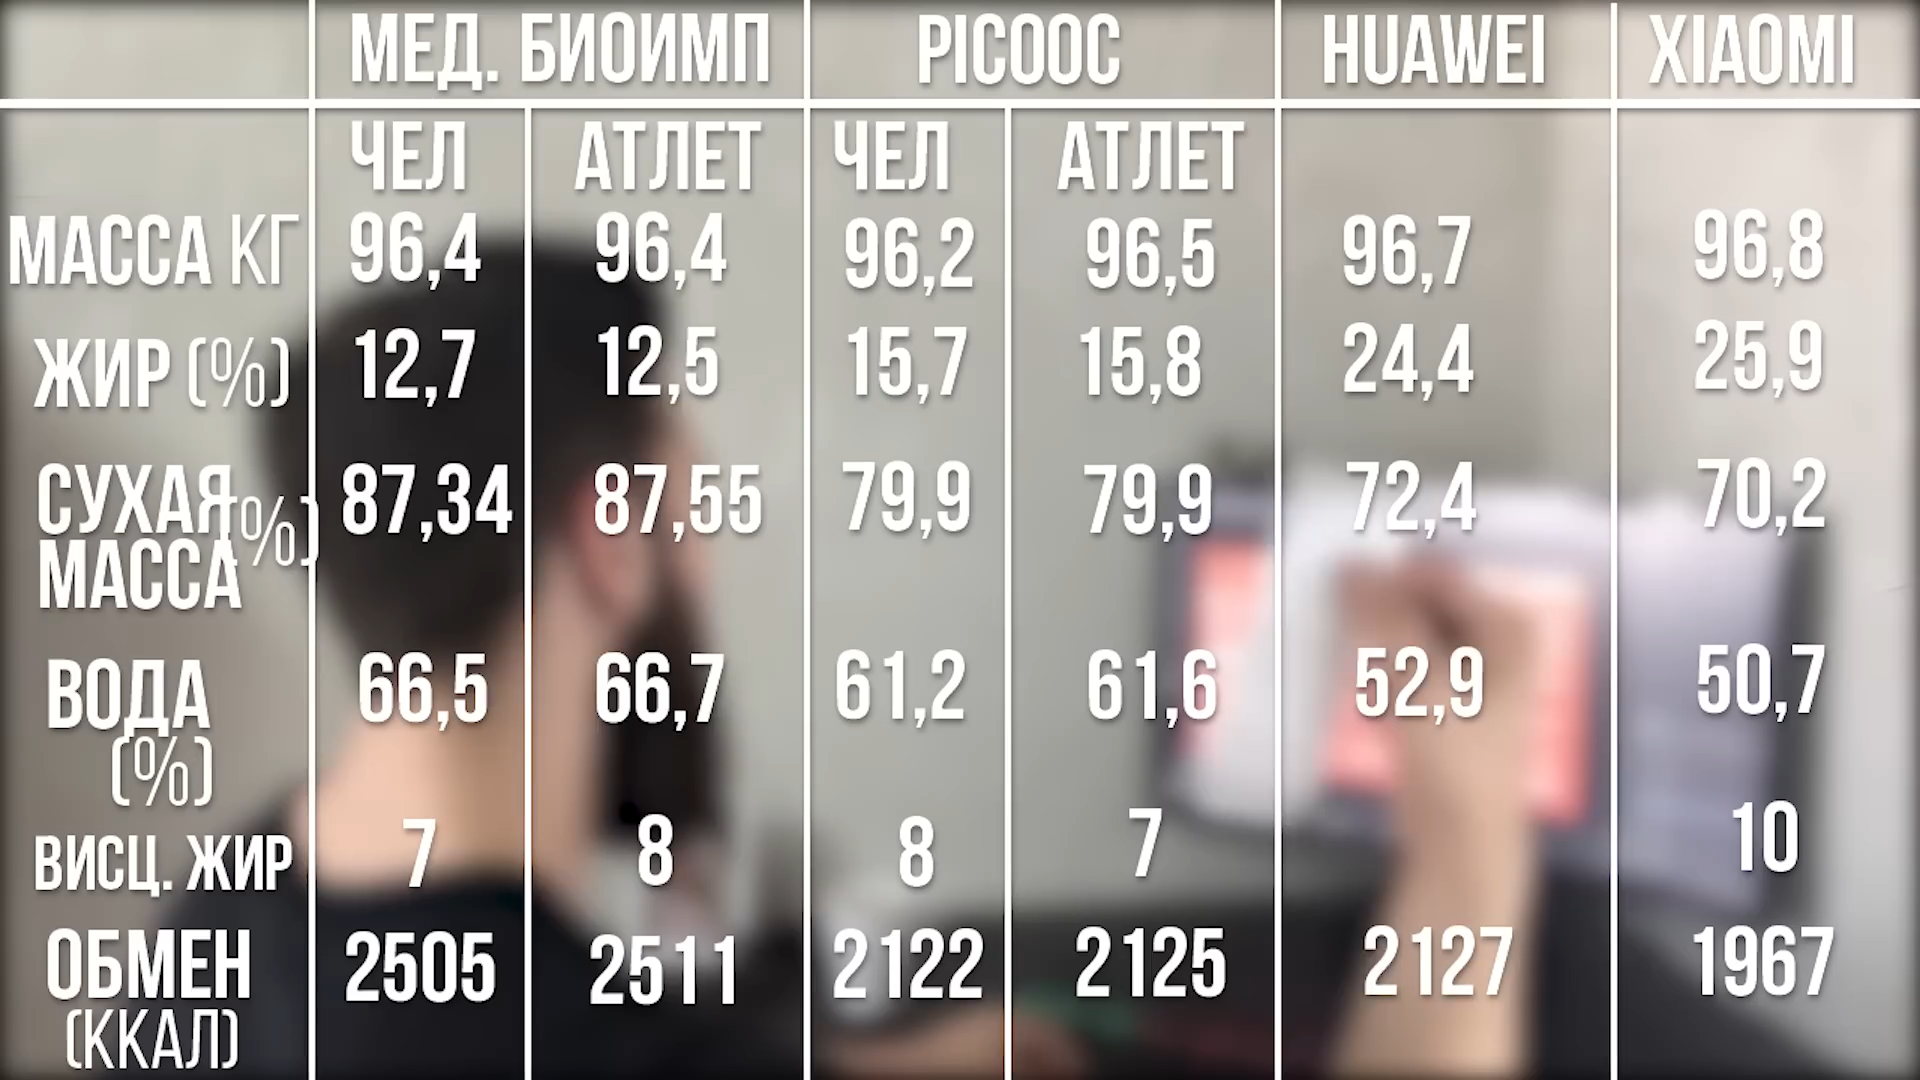 МЕД. БИОИМП PICOOC HUAWEI XIAOMI
ЧЕЛ АТЛЕТ ЧЕЛ АТЛЕТ
МАССА КГ 96,4 96,4 96,2 96,5 96,7 96,8
ЖИР (%) 12,7 12,5 15,7 15,8 24,4 25,9
СУХАЯ МАССА (%) 87,34 87,55 79,9 79,9 72,4 70,2
ВОДА (%) 66,5 66,7 61,2 61,6 52,9 50,7
ВИСЦ. ЖИР 7 8 8 7 10
ОБМЕН (ККАЛ) 2505 2511 2122 2125 2127 1967